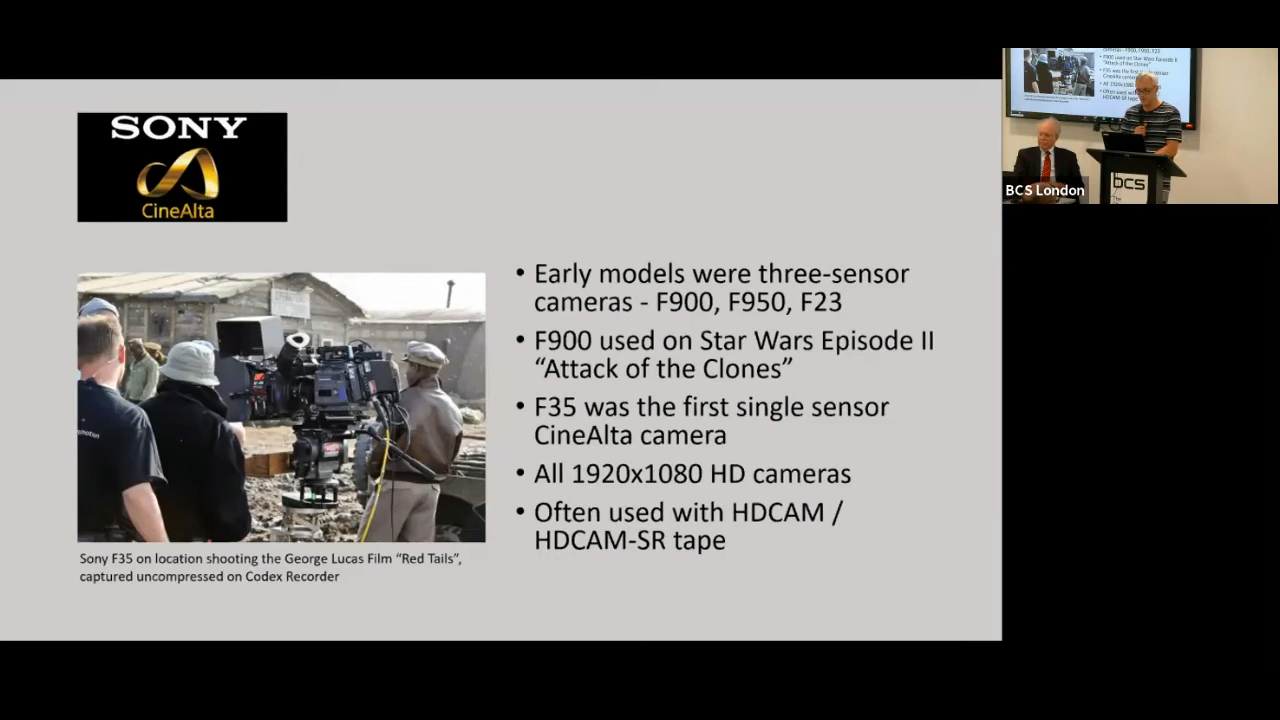 SONY
CineAlta
• Early models were three-sensor
cameras - F900, F950, F23
• F900 used on Star Wars Episode II
“Attack of the Clones”
• F35 was the first single sensor
CineAlta camera
• All 1920x1080 HD cameras
• Often used with HDCAM /
HDCAM-SR tape
Sony F35 on location shooting the George Lucas Film “Red Tails”,
captured uncompressed on Codex Recorder
BCS London
bcs
The